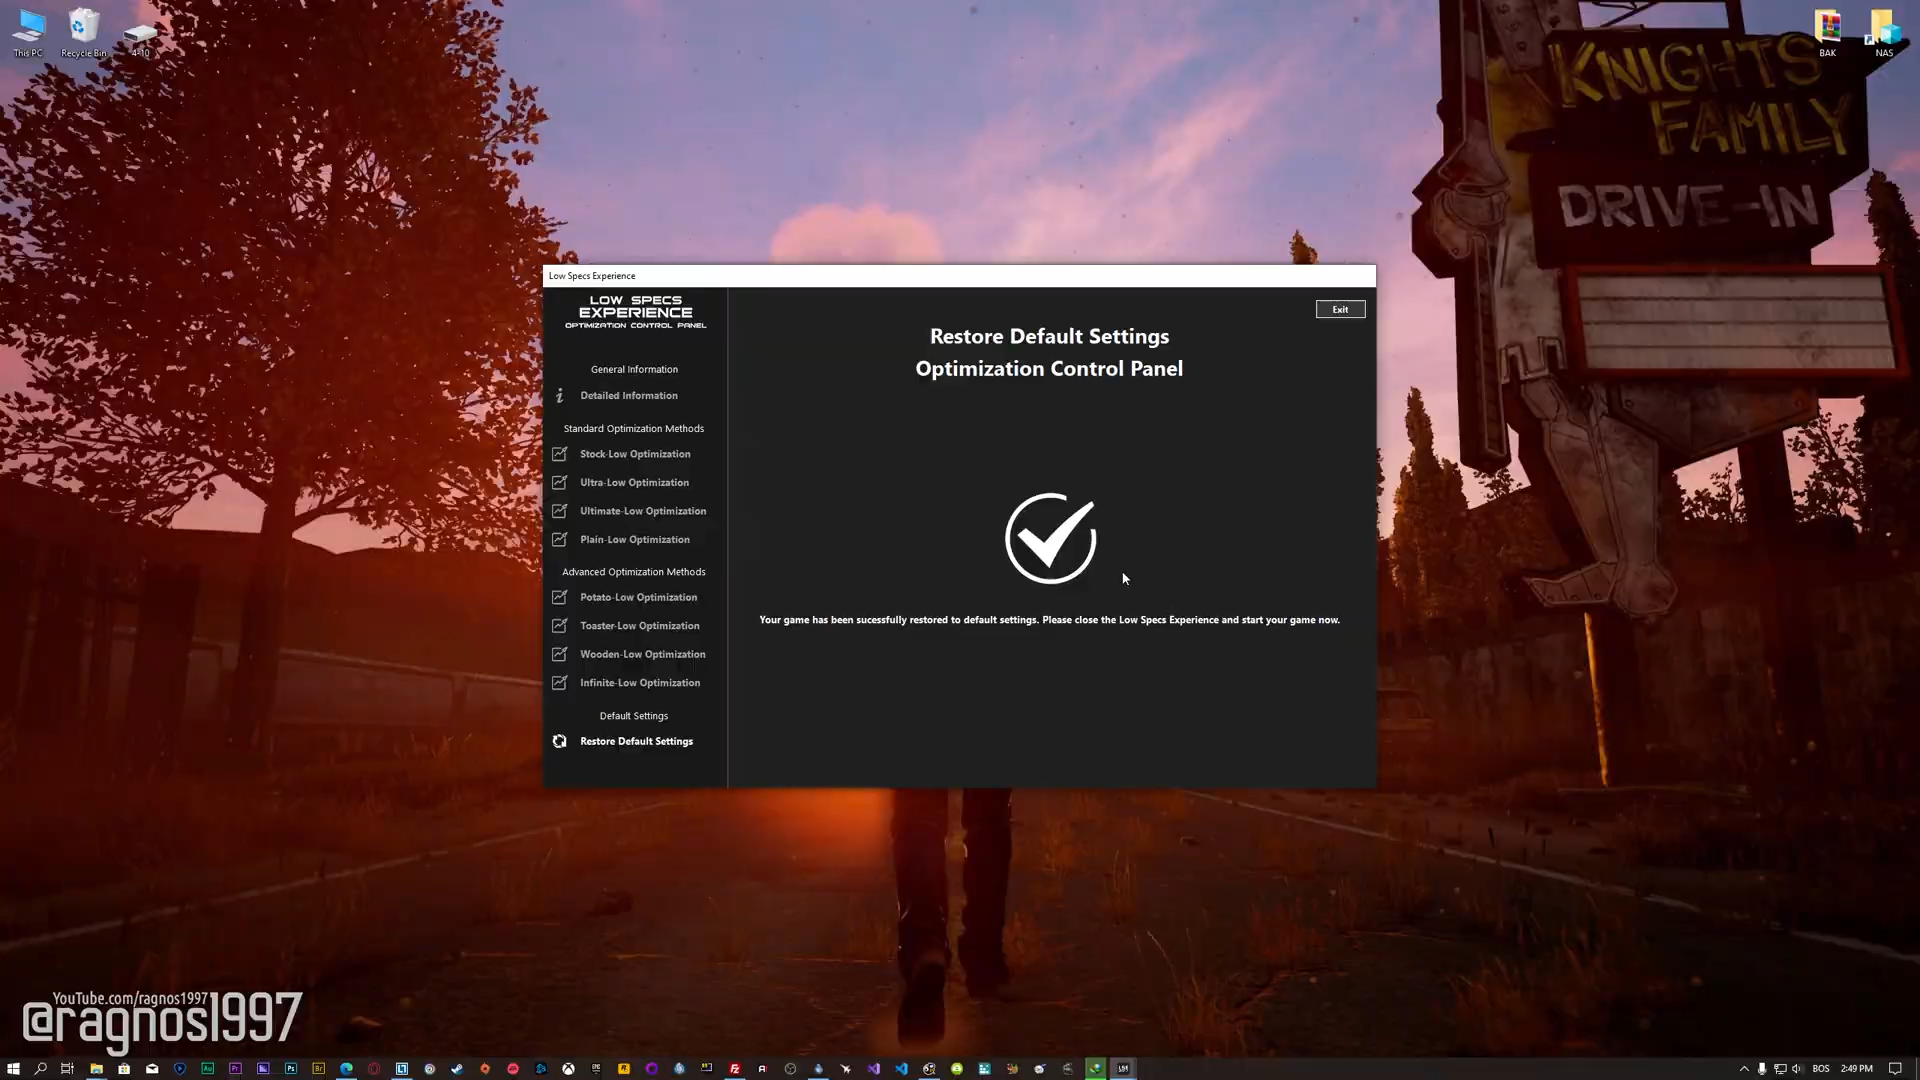 This PC
Recycle Bin
4-10
BAK
NAS
KNIGHTS
FAMILY
DRIVE-IN
Low Specs Experience
LOW SPECS
EXPERIENCE
OPTIMIZATION CONTROL PANEL
General Information
Detailed Information
Standard Optimization Methods
Stock-Low Optimization
Ultra-Low Optimization
Ultimate-Low Optimization
Plain-Low Optimization
Advanced Optimization Methods
Potato-Low Optimization
Toaster-Low Optimization
Wooden-Low Optimization
Infinite-Low Optimization
Default Settings
Restore Default Settings
Exit
Restore Default Settings
Optimization Control Panel
Your game has been sucessfully restored to default settings. Please close the Low Specs Experience and start your game now.
YouTube.com/ragnos1997
@ragnos1997
BOS
2:49 PM